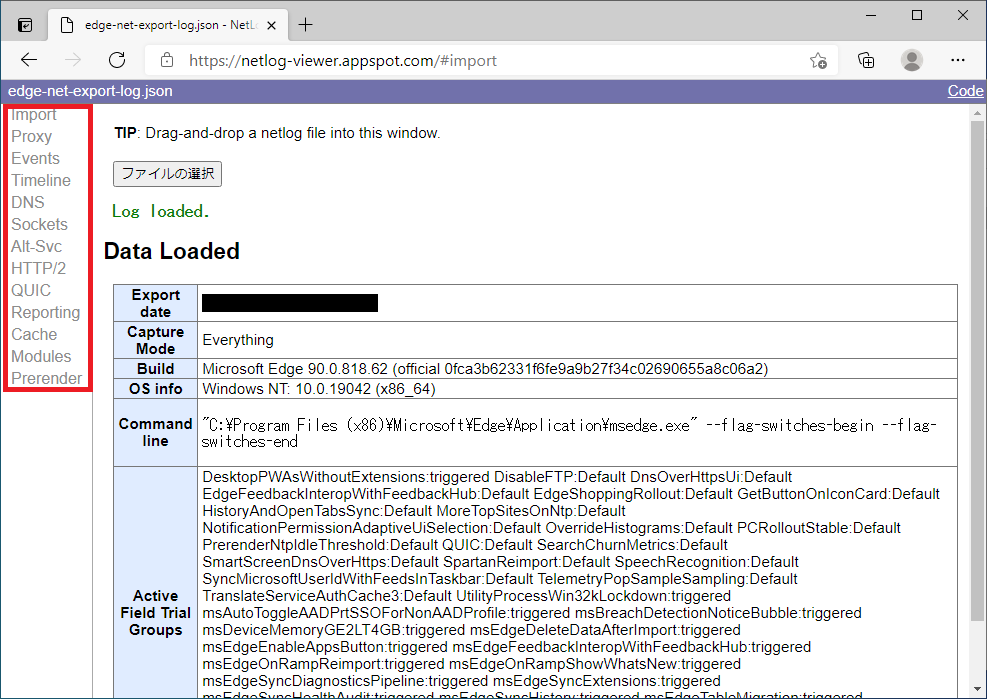 edge-net-export-log.json - NetLo
https://netlog-viewer.appspot.com/#import
edge-net-export-log.json
Code
Import
Proxy
Events
Timeline
DNS
Sockets
Alt-Svc
HTTP/2
QUIC
Reporting
Cache
Modules
Prerender
TIP: Drag-and-drop a netlog file into this window.
ファイルの選択
Log loaded.
Data Loaded
Export
date
Capture
Mode
Everything
Build
Microsoft Edge 90.0.818.62 (official 0fca3b62331f6fe9a9b27f34c02690655a8c06a2)
OS info
Windows NT: 10.0.19042 (x86_64)
Command
line
"C:¥Program Files (x86)¥Microsoft¥Edge¥Application¥msedge.exe" --flag-switches-begin --flag-
switches-end
Active
Field Trial
Groups
DesktopPWAsWithoutExtensions:triggered DisableFTP:Default DnsOverHttpsUi:Default
EdgeFeedbackInteropWithFeedbackHub:Default EdgeShoppingRollout:Default GetButtonOnIconCard:Default
HistoryAndOpenTabsSync:Default MoreTopSitesOnNtp:Default
NotificationPermissionAdaptiveUiSelection:Default OverrideHistograms:Default PCRolloutStable:Default
PrerenderNtpIdleThreshold:Default QUIC:Default SearchChurnMetrics:Default
SmartScreenDnsOverHttps:Default SpartanReimport:Default SpeechRecognition:Default
SyncMicrosoftUserIdWithFeedsInTaskbar:Default TelemetryPopSampleSampling:Default
TranslateServiceAuthCache3:Default UtilityProcessWin32kLockdown:triggered
msAutoToggleAADPrtSSOForNonAADProfile:triggered msBreachDetectionNoticeBubble:triggered
msDeviceMemoryGE2LT4GB:triggered msEdgeDeleteDataAfterImport:triggered
msEdgeEnableAppsButton:triggered msEdgeFeedbackInteropWithFeedbackHub:triggered
msEdgeOnRampReimport:triggered msEdgeOnRampShowWhatsNew:triggered
msEdgeSyncDiagnosticsPipeline:triggered msEdgeSyncExtensions:triggered
msEdgeSyncHealthAudit:triggered msEdgeSyncHistory:triggered msEdgeTableMigration:triggered